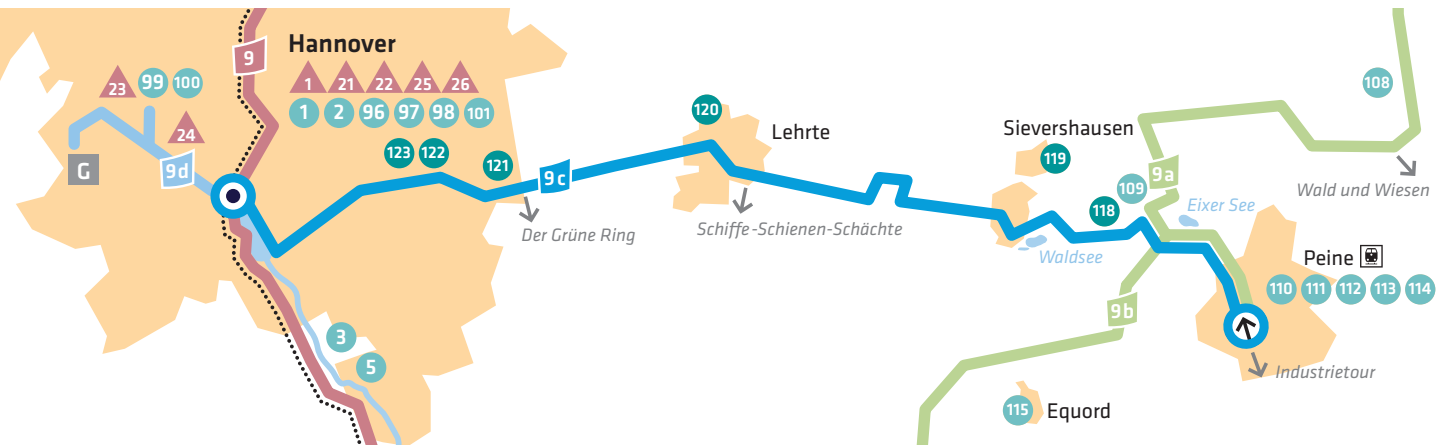 9
Hannover
1 21 22 25 26
1 2 96 97 98 101
23 99 100
24
G
9d
123 122
121
9c
Der Grüne Ring
3
5
120
Lehrte
Schiffe-Schienen-Schächte
Sievershausen
119
118
109
9a
108
Wald und Wiesen
Eixer See
Waldsee
9b
Peine
110 111 112 113 114
Industrietour
115 Equord